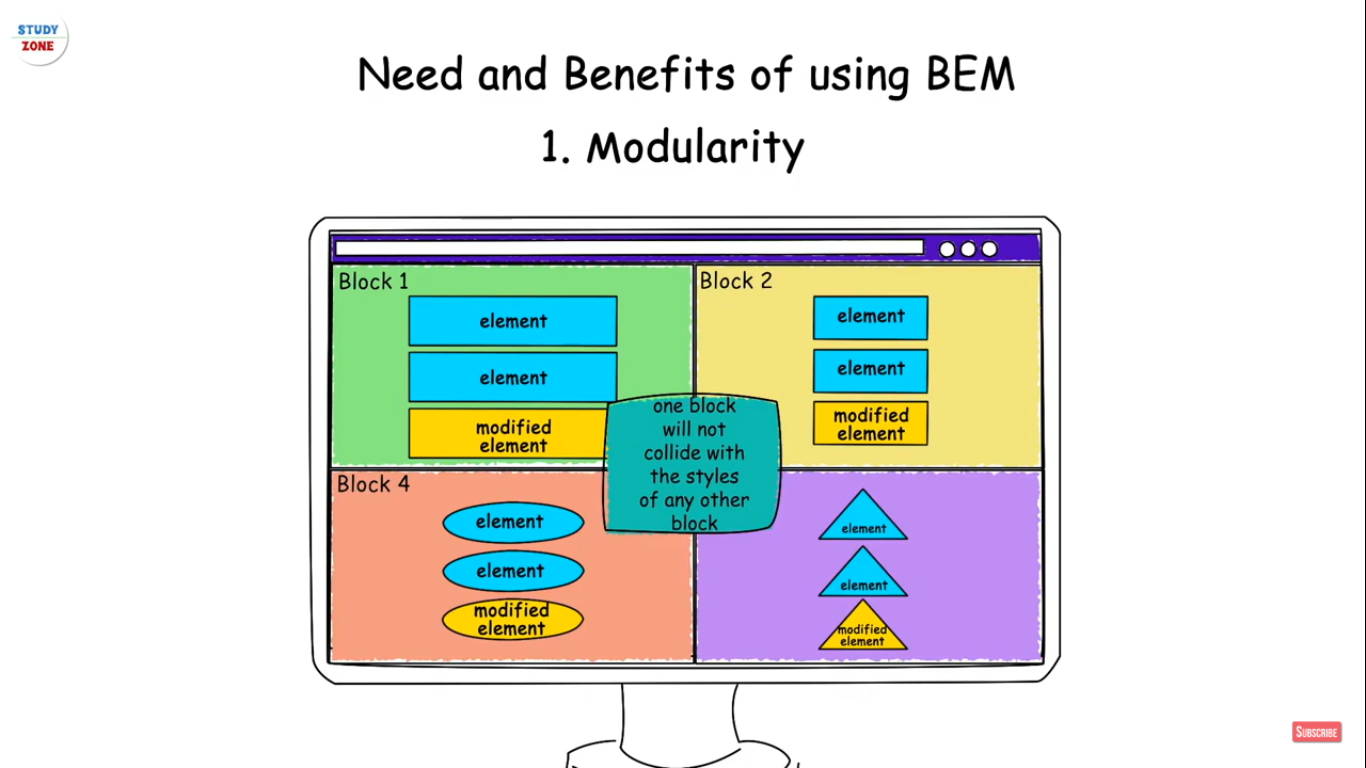 STUDY
ZONE
Need and Benefits of using BEM
1. Modularity
Block 1
element
element
modified
element
Block 2
element
element
modified
element
one block
will not
collide with
the styles
of any other
block
Block 4
element
element
modified
element
element
element
modified
element
SUBSCRIBE